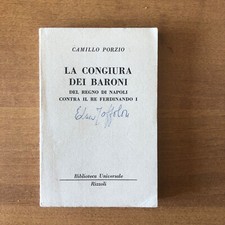 CAMILLO PORZIO
LA CONGIURA
DEI BARONI
DEL REGNO DI NAPOLI
CONTRA IL RE FERDINANDO I
Biblioteca Universale
Rizzoli